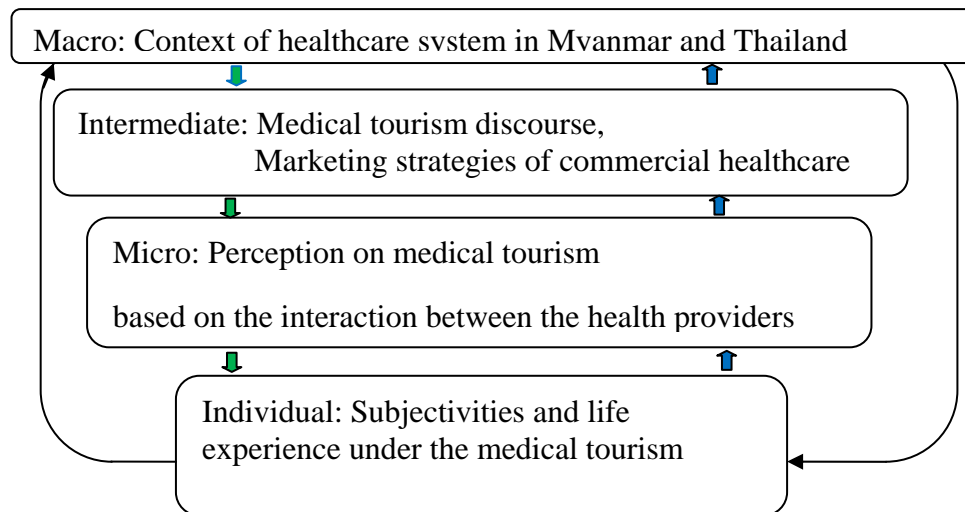 Macro: Context of healthcare system in Myanmar and Thailand
Intermediate: Medical tourism discourse,
Marketing strategies of commercial healthcare
Micro: Perception on medical tourism
based on the interaction between the health providers
Individual: Subjectivities and life
experience under the medical tourism